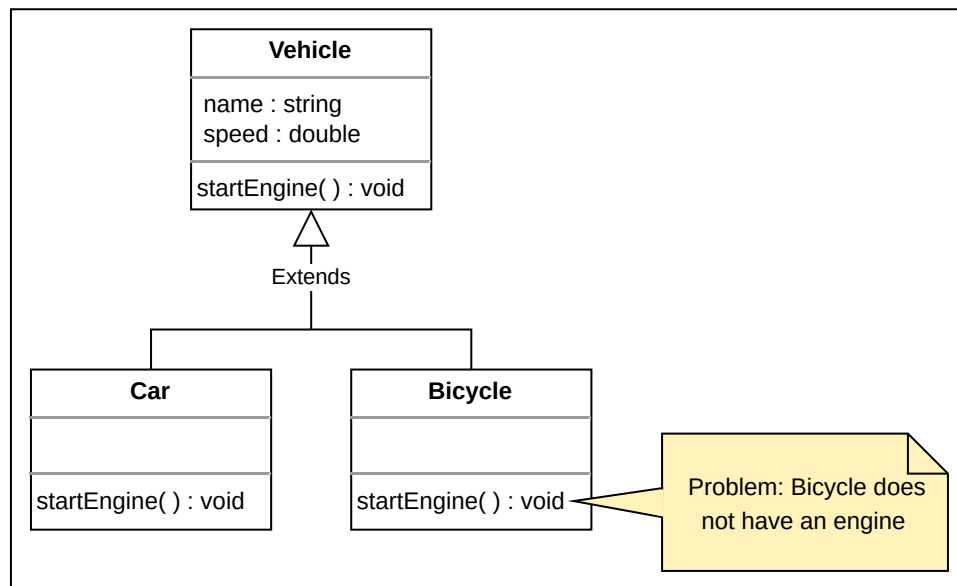 Vehicle
name : string
speed : double
startEngine( ) : void
Extends
Car
startEngine( ) : void
Bicycle
startEngine( ) : void
Problem: Bicycle does
not have an engine